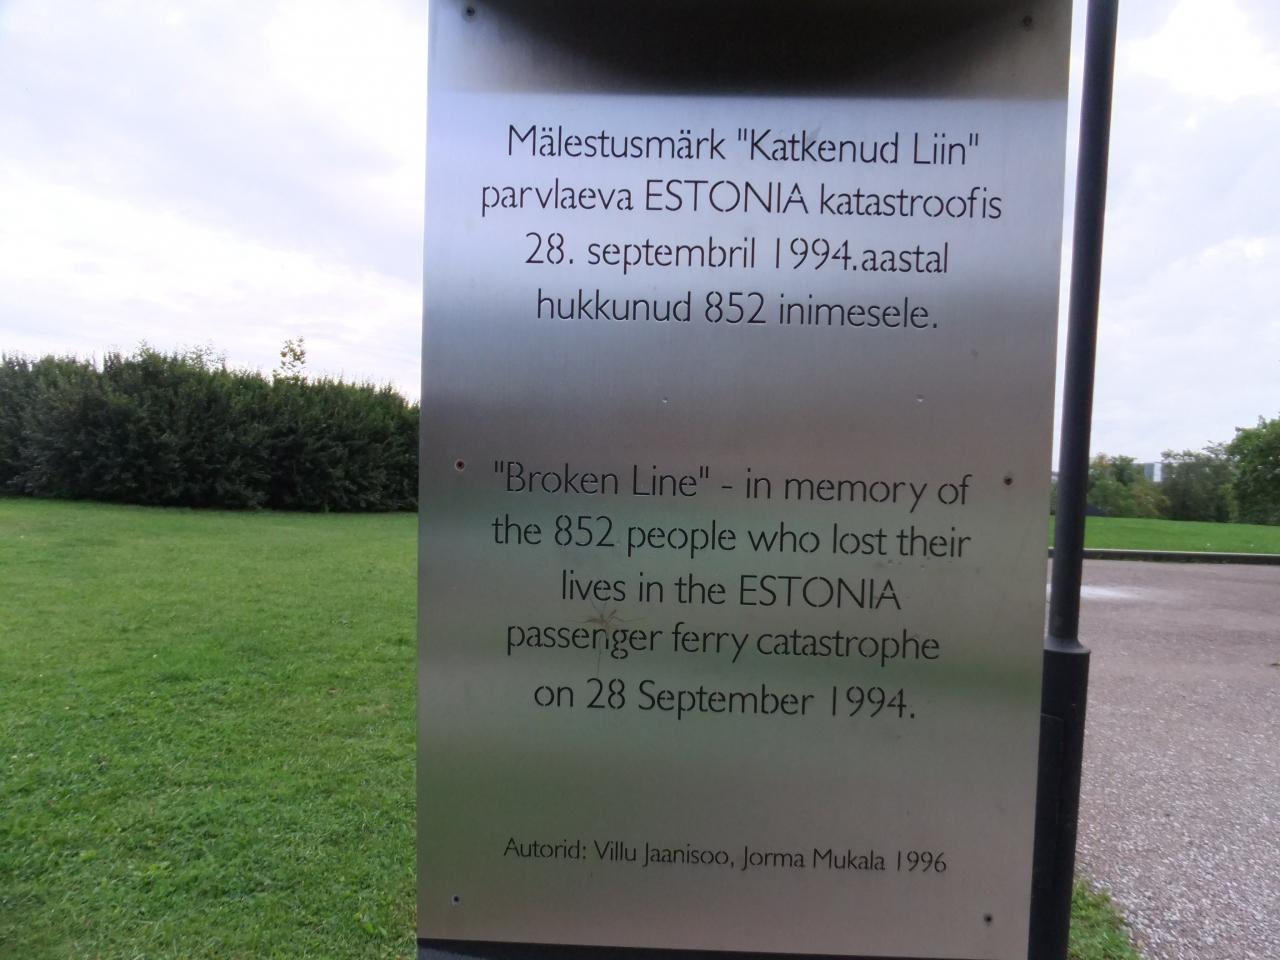 Mälestusmärk "Katkenud Liin"
parvlaeva ESTONIA katastroofis
28. septembril 1994.aastal
hukkunud 852 inimesele.
"Broken Line" - in memory of
the 852 people who lost their
lives in the ESTONIA
passenger ferry catastrophe
on 28 September 1994.
Autorid: Villu Jaanisoo, Jorma Mukala 1996